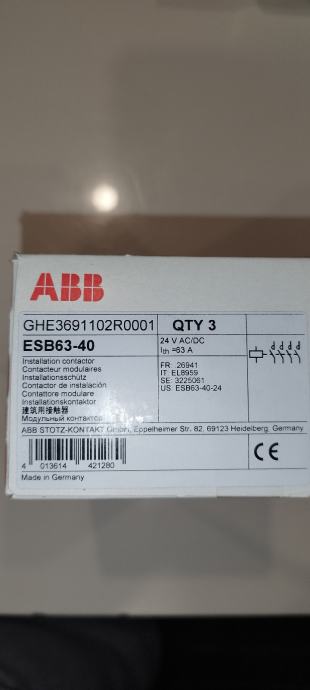 ABB
GHE3691102R0001
QTY 3
ESB63-40
24 V AC/DC
Ith =63 A
Installation contactor
Contacteur modulaires
Installationsschütz
Contactor de instalación
Contattore modulare
Installationskontaktor
建筑用接触器
Модульный контактор
FR: 26941
IT: EL8959
SE: 3225061
US: ESB63-40-24
ABB STOTZ-KONTAKT GmbH, Eppelheimer Str. 82, 69123 Heidelberg, Germany
4 013614 421280
CE
Made in Germany